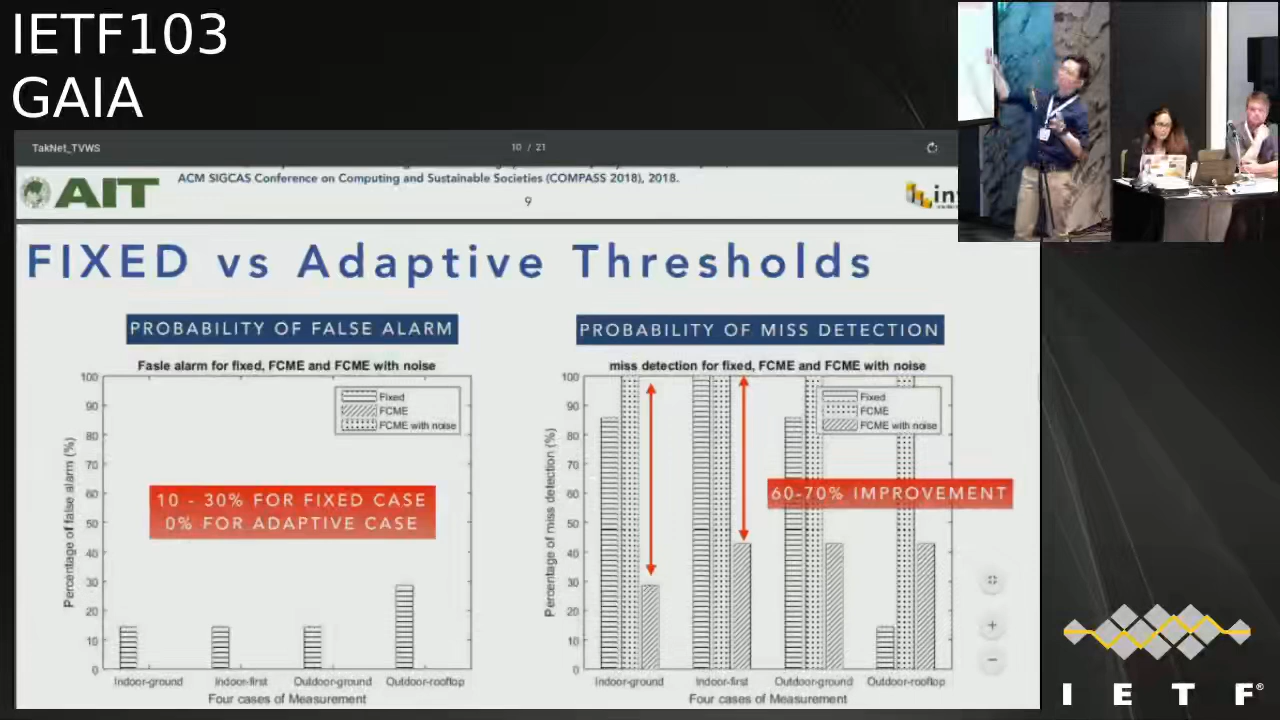 IETF103
GAIA
TakNet_TVWS
10 / 21
AIT
ACM SIGCAS Conference on Computing and Sustainable Societies (COMPASS 2018), 2018.
9
FIXED vs Adaptive Thresholds
PROBABILITY OF FALSE ALARM
Fasle alarm for fixed, FCME and FCME with noise
Percentage of false alarm (%)
100
90
80
70
60
50
40
30
20
10
0
Fixed
FCME
FCME with noise
10 - 30% FOR FIXED CASE
0% FOR ADAPTIVE CASE
Indoor-ground Indoor-first Outdoor-ground Outdoor-rooftop
Four cases of Measurement
PROBABILITY OF MISS DETECTION
miss detection for fixed, FCME and FCME with noise
Percentage of miss detection (%)
100
90
80
70
60
50
40
30
20
10
0
Fixed
FCME
FCME with noise
60-70% IMPROVEMENT
Indoor-ground Indoor-first Outdoor-ground Outdoor-rooftop
Four cases of Measurement
IETF®